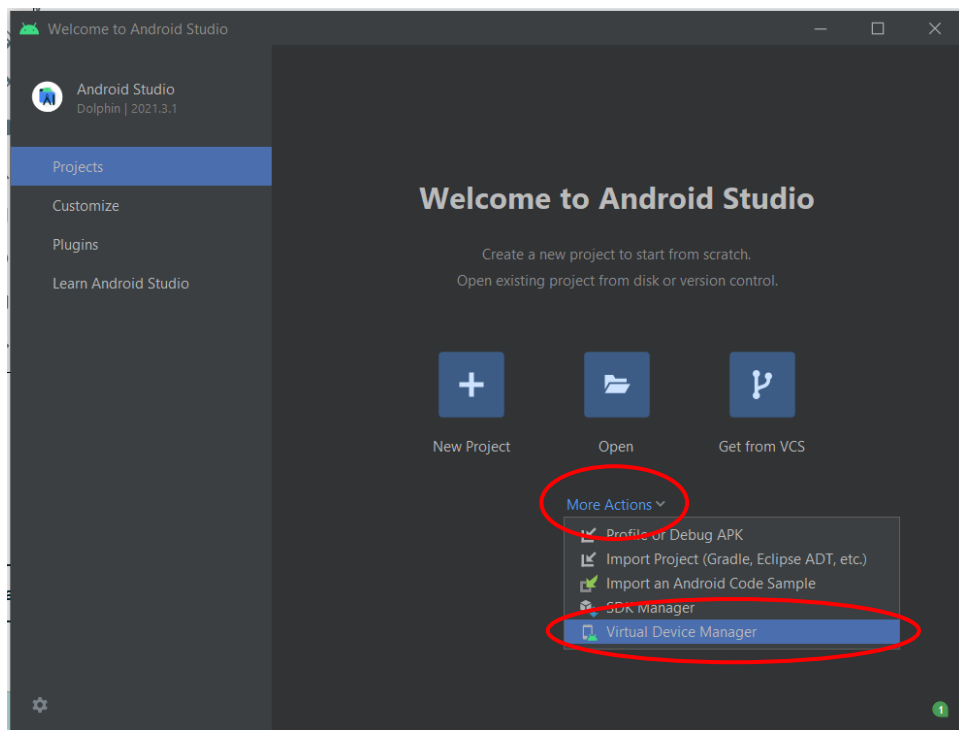 Welcome to Android Studio
Android Studio
Dolphin | 2021.3.1
Projects
Customize
Plugins
Learn Android Studio
Welcome to Android Studio
Create a new project to start from scratch.
Open existing project from disk or version control.
New Project
Open
Get from VCS
More Actions
Profile or Debug APK
Import Project (Gradle, Eclipse ADT, etc.)
Import an Android Code Sample
SDK Manager
Virtual Device Manager
1